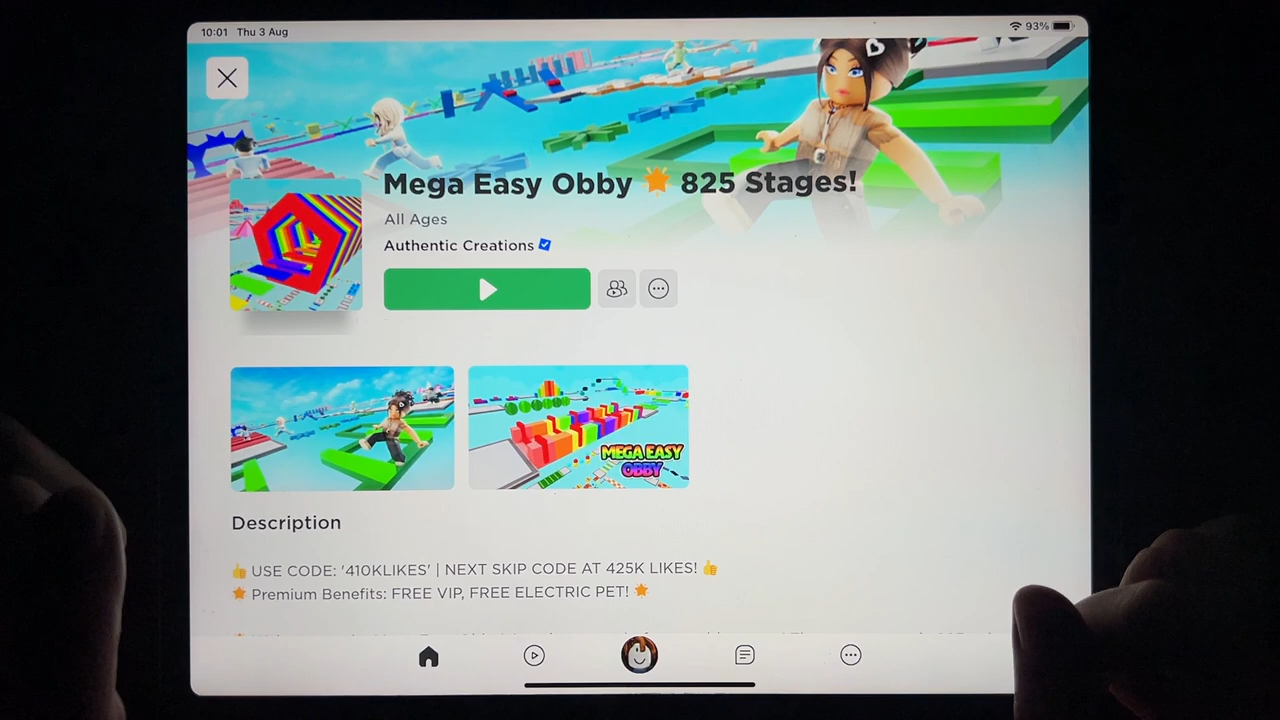 10:01 Thu 3 Aug
93%
Mega Easy Obby 825 Stages!
All Ages
Authentic Creations
MEGA EASY
OBBY
Description
USE CODE: '410KLIKES' | NEXT SKIP CODE AT 425K LIKES!
Premium Benefits: FREE VIP, FREE ELECTRIC PET!